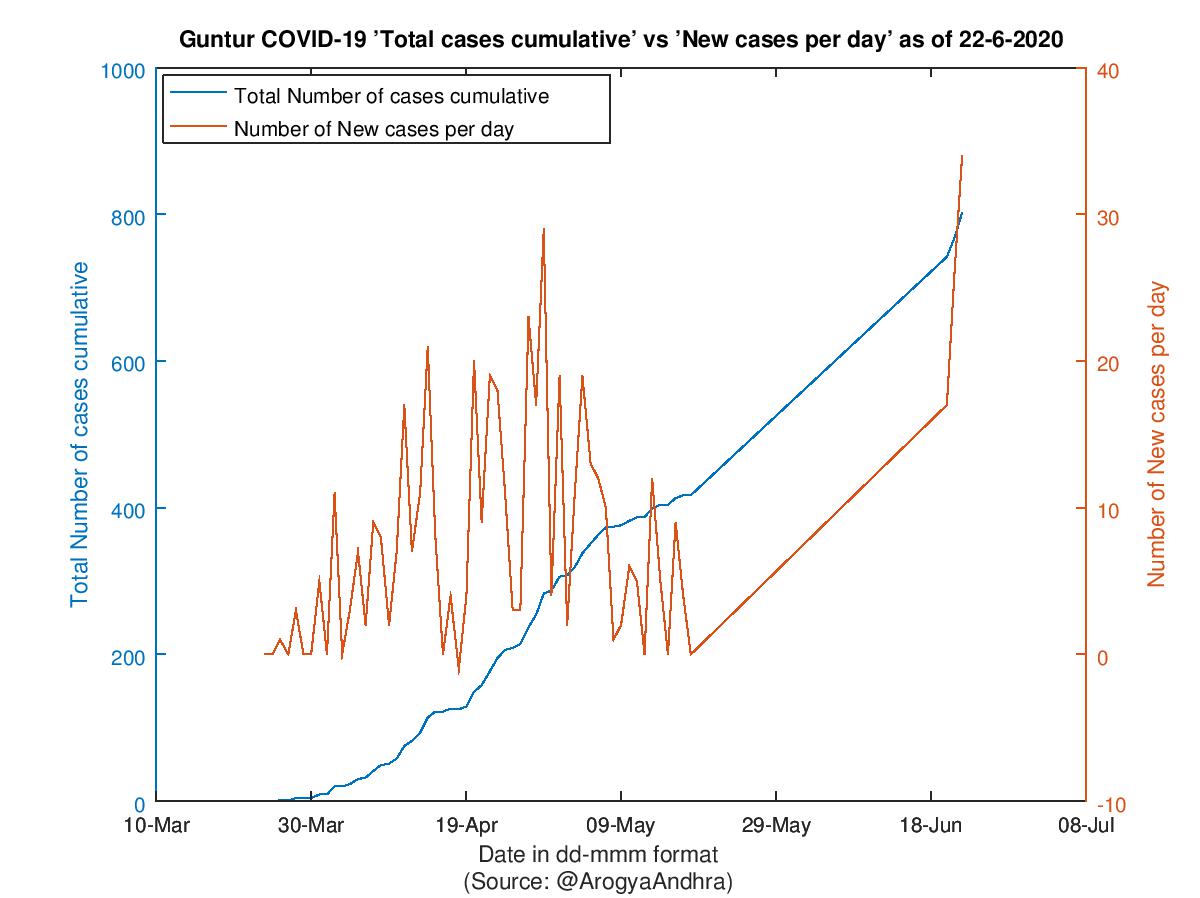 Guntur COVID-19 ’Total cases cumulative’ vs ’New cases per day’ as of 22-6-2020
Total Number of cases cumulative
Number of New cases per day
1000
800
600
400
200
0
Total Number of cases cumulative
40
30
20
10
0
-10
Number of New cases per day
10-Mar 30-Mar 19-Apr 09-May 29-May 18-Jun 08-Jul
Date in dd-mmm format
(Source: @ArogyaAndhra)